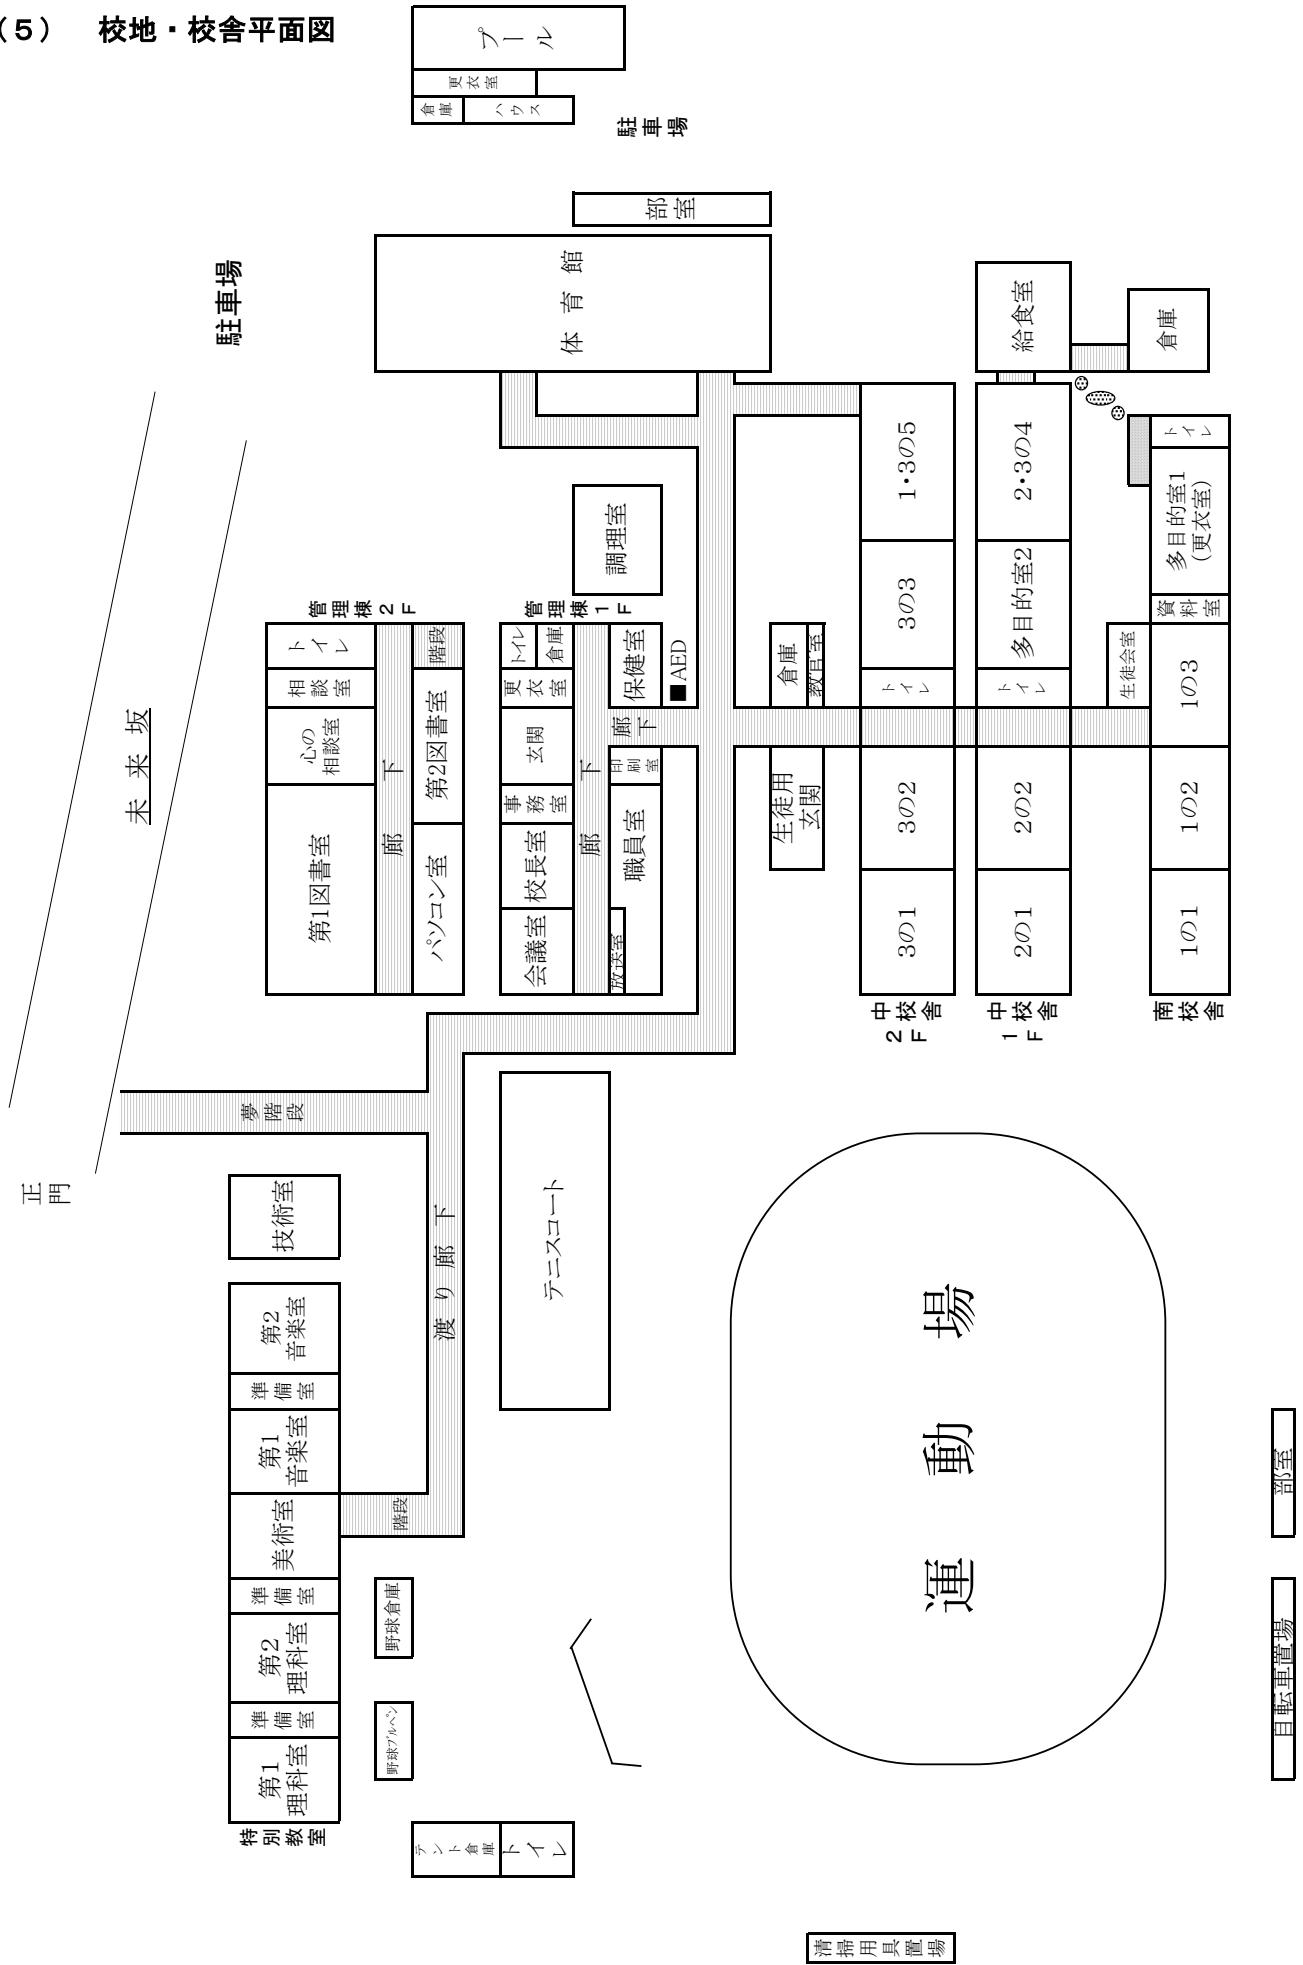 （５）　校地・校舎平面図
プール
更衣室
倉庫
ハウス
駐車場
部室
体育館
駐車場
給食室
倉庫
1・3の5
2・3の4
トイレ
多目的室1
（更衣室）
調理室
3の3
多目的室2
資料室
管理棟２F
管理棟１F
トイレ
階段
トイレ
倉庫
保健室
■AED
倉庫
教官室
トイレ
トイレ
生徒会室
1の3
相談室
更衣室
未来坂
心の
相談室
廊下
第2図書室
玄関
廊下
廊下
印刷室
事務室
生徒用
玄関
3の2
2の2
1の2
第1図書室
パソコン室
校長室
職員室
会議室
放送室
3の1
2の1
1の1
中校舎
２F
中校舎
１F
南校舎
夢階段
正門
技術室
渡り廊下
テニスコート
第2
音楽室
準備室
第1
音楽室
美術室
階段
準備室
野球倉庫
第2
理科室
準備室
野球ブルペン
第1
理科室
特別教室
テント倉庫
トイレ
運動場
部室
自転車置場
清掃用具置場